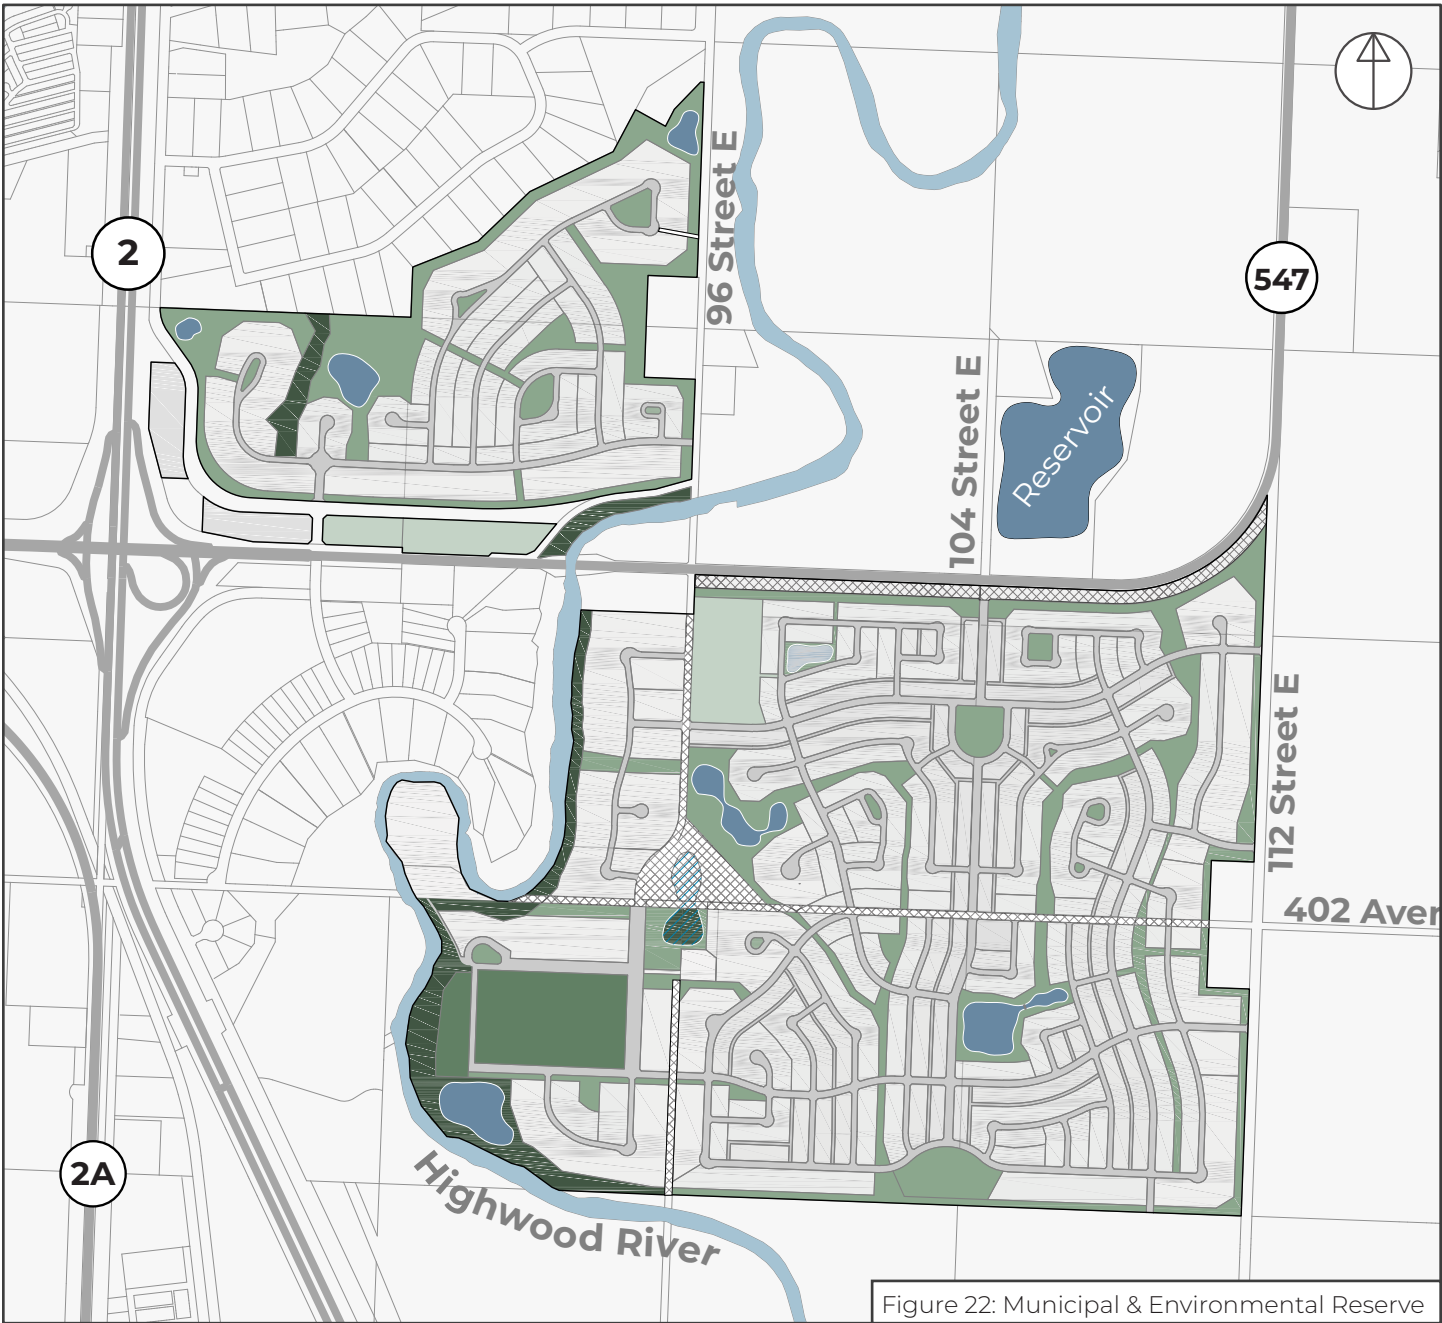 2
96 Street E
547
104 Street E
Reservoir
112 Street E
402 Aver
2A
Highwood River
Figure 22: Municipal & Environmental Reserve